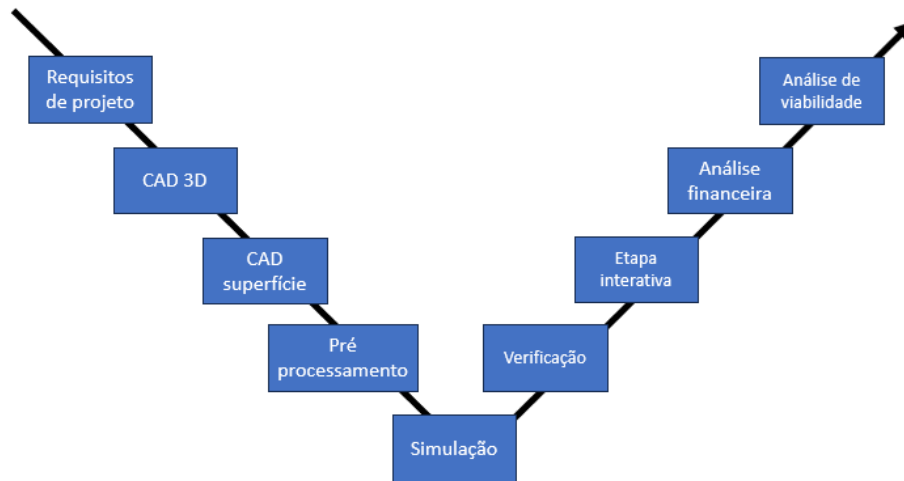 Requisitos
de projeto
CAD 3D
CAD
superfície
Pré
processamento
Simulação
Verificação
Etapa
interativa
Análise
financeira
Análise de
viabilidade